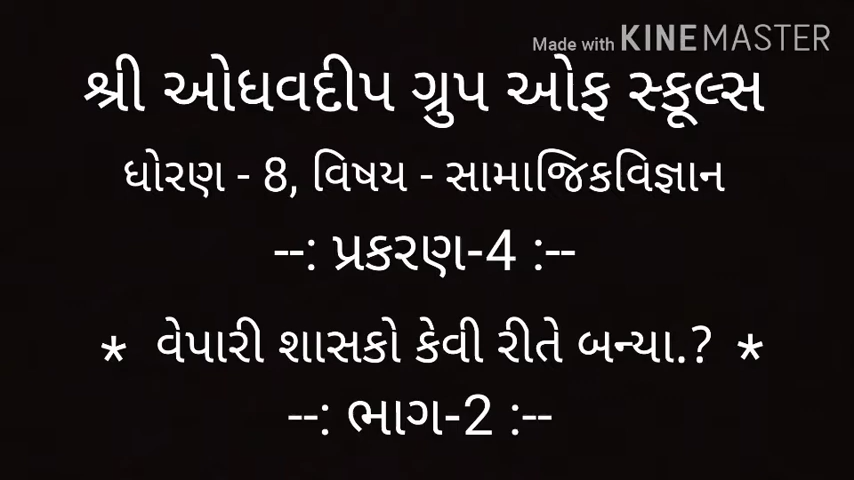 Made with KINEMASTER
શ્રી ઓધવદીપ ગ્રુપ ઓફ સ્કૂલ્સ
ધોરણ - 8, વિષય - સામાજિકવિજ્ઞાન
--: પ્રકરણ-4 :--
* વેપારી શાસકો કેવી રીતે બન્યા.? *
--: ભાગ-2 :--